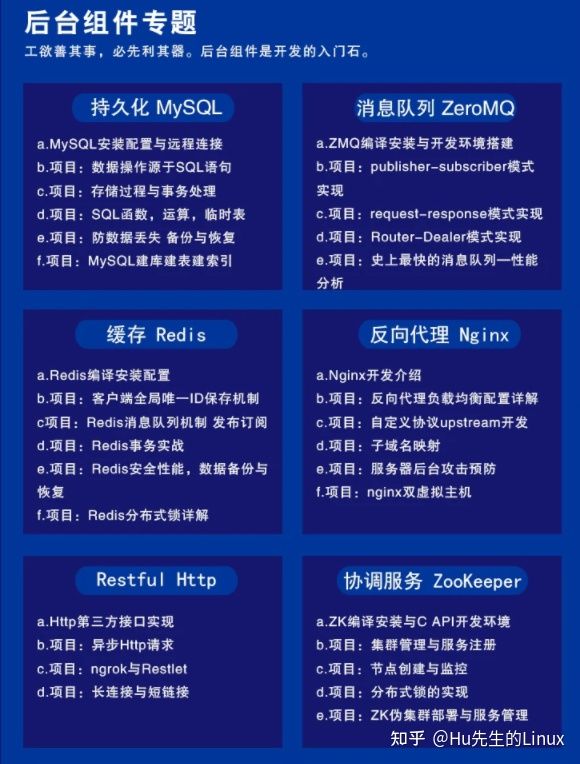 后台组件专题
工欲善其事，必先利其器。后台组件是开发的入门石。
持久化 MySQL
a.MySQL安装配置与远程连接
b.项目：数据操作源于SQL语句
c.项目：存储过程与事务处理
d.项目：SQL函数，运算，临时表
e.项目：防数据丢失 备份与恢复
f.项目：MySQL建库建表建索引
消息队列 ZeroMQ
a.ZMQ编译安装与开发环境搭建
b.项目：publisher-subscriber模式
实现
c.项目：request-response模式实现
d.项目：Router-Dealer模式实现
e.项目：史上最快的消息队列—性能
分析
缓存 Redis
a.Redis编译安装配置
b.项目：客户端全局唯一ID保存机制
c项目：Redis消息队列机制 发布订阅
d.项目：Redis事务实战
e.项目：Redis安全性能，数据备份与
恢复
f.项目：Redis分布式锁详解
反向代理 Nginx
a.Nginx开发介绍
b.项目：反向代理负载均衡配置详解
c.项目：自定义协议upstream开发
d.项目：子域名映射
e.项目：服务器后台攻击预防
f.项目：nginx双虚拟主机
Restful Http
a.Http第三方接口实现
b.项目：异步Http请求
c.项目：ngrok与Restlet
d.项目：长连接与短链接
协调服务 ZooKeeper
a.ZK编译安装与C API开发环境
b.项目：集群管理与服务注册
c.项目：节点创建与监控
d.项目：分布式锁的实现
e.项目：ZK伪集群部署与服务管理
知乎 @Hu先生的Linux